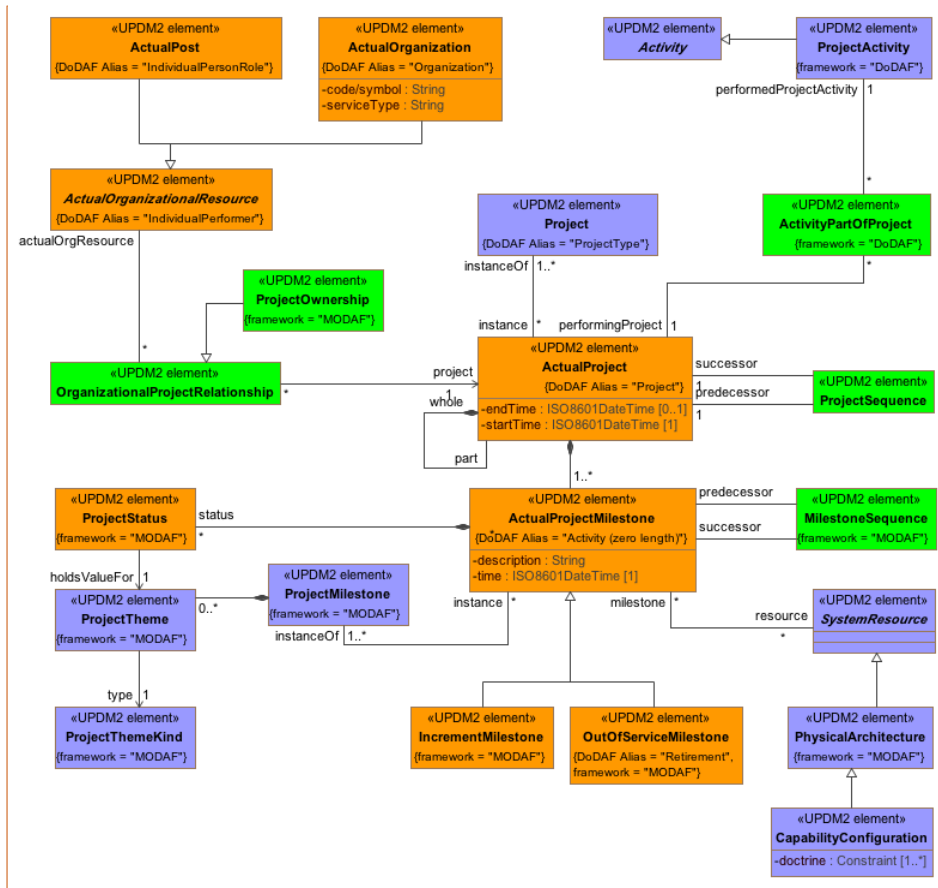 «UPDM2 element»
ActualPost
{DoDAF Alias = "IndividualPersonRole"}
«UPDM2 element»
ActualOrganization
{DoDAF Alias = "Organization"}
-code/symbol : String
-serviceType : String
«UPDM2 element»
Activity
«UPDM2 element»
ProjectActivity
{framework = "DoDAF"}
performedProjectActivity
1
*
«UPDM2 element»
ActualOrganizationalResource
{DoDAF Alias = "IndividualPerformer"}
actualOrgResource
*
«UPDM2 element»
Project
{DoDAF Alias = "ProjectType"}
instanceOf
1..*
instance
*
«UPDM2 element»
ActivityPartOfProject
{framework = "DoDAF"}
*
performingProject
1
«UPDM2 element»
ProjectOwnership
{framework = "MODAF"}
«UPDM2 element»
OrganizationalProjectRelationship
*
project
1
«UPDM2 element»
ActualProject
{DoDAF Alias = "Project"}
-endTime : ISO8601DateTime [0..1]
-startTime : ISO8601DateTime [1]
whole
part
successor
1
predecessor
1
«UPDM2 element»
ProjectSequence
1..*
«UPDM2 element»
ProjectStatus
{framework = "MODAF"}
status
*
*
«UPDM2 element»
ActualProjectMilestone
{DoDAF Alias = "Activity (zero length)"}
-description : String
-time : ISO8601DateTime [1]
predecessor
successor
«UPDM2 element»
MilestoneSequence
{framework = "MODAF"}
holdsValueFor
1
«UPDM2 element»
ProjectTheme
{framework = "MODAF"}
0..*
«UPDM2 element»
ProjectMilestone
{framework = "MODAF"}
instanceOf
1..*
instance
*
milestone
*
resource
*
«UPDM2 element»
SystemResource
type
1
«UPDM2 element»
ProjectThemeKind
{framework = "MODAF"}
«UPDM2 element»
IncrementMilestone
{framework = "MODAF"}
«UPDM2 element»
OutOfServiceMilestone
{DoDAF Alias = "Retirement",
framework = "MODAF"}
«UPDM2 element»
PhysicalArchitecture
{framework = "MODAF"}
«UPDM2 element»
CapabilityConfiguration
-doctrine : Constraint [1..*]